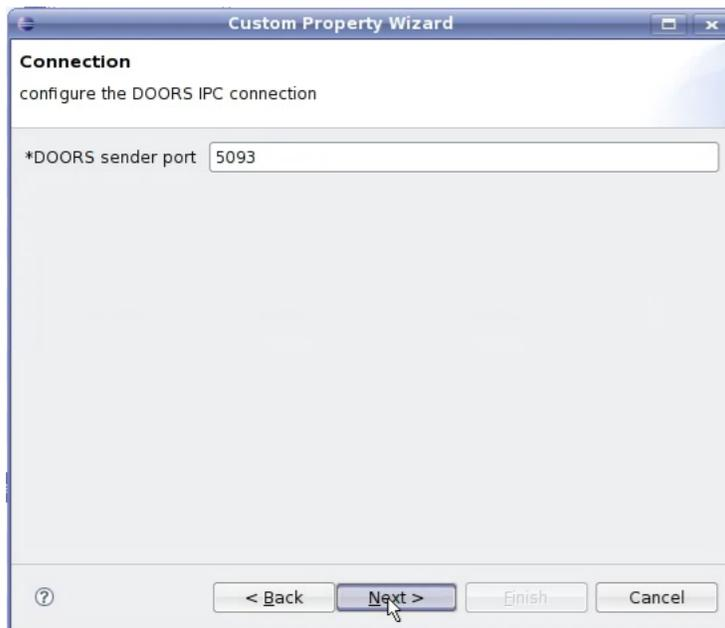 Custom Property Wizard
Connection
configure the DOORS IPC connection
*DOORS sender port 5093
< Back Next > Finish Cancel